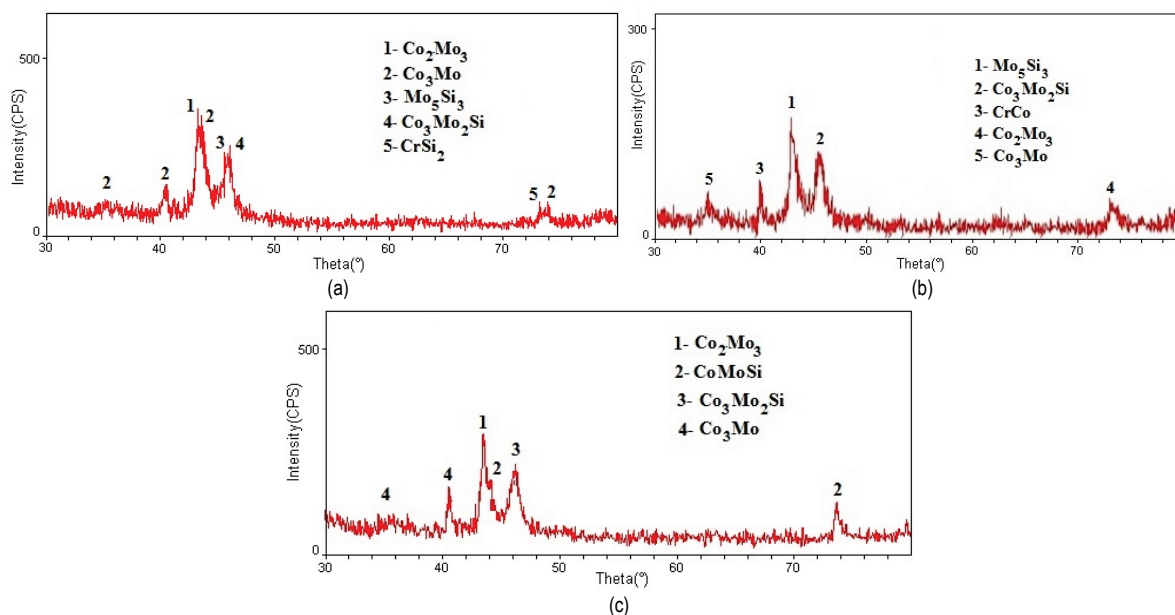 500
Intensity(CPS)
0
1- Co₂Mo₃
2- Co₃Mo
3- Mo₅Si₃
4- Co₃Mo₂Si
5- CrSi₂
2
2
1
2
3
4
5
2
30
40
50
60
70
Theta(°)
(a)
300
Intensity(CPS)
0
1- Mo₅Si₃
2- Co₃Mo₂Si
3- CrCo
4- Co₂Mo₃
5- Co₃Mo
5
3
1
2
4
30
40
50
60
70
Theta(°)
(b)
500
Intensity(CPS)
0
1- Co₂Mo₃
2- CoMoSi
3- Co₃Mo₂Si
4- Co₃Mo
4
4
1
2
3
2
30
40
50
60
70
Theta(°)
(c)